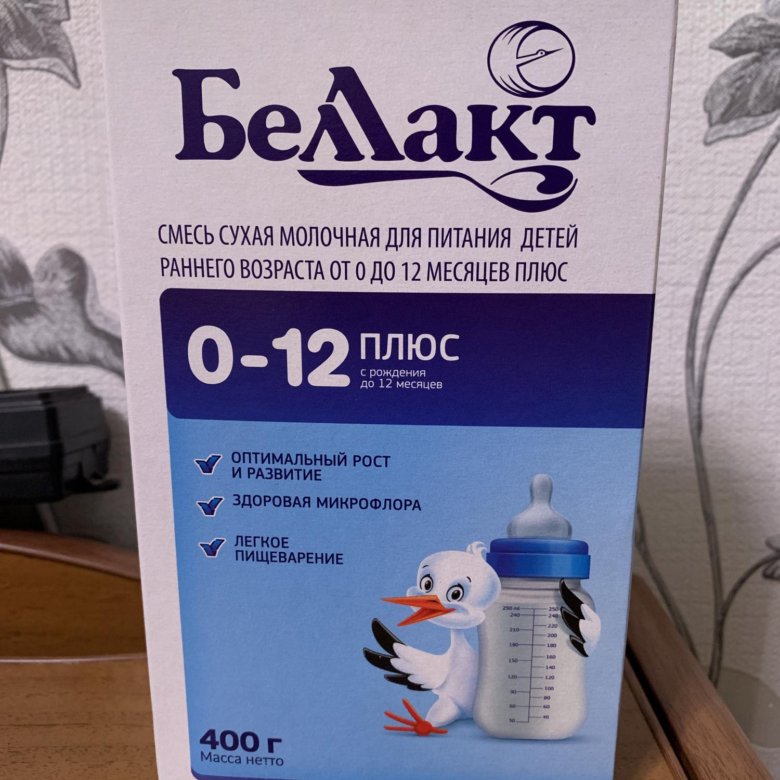 Беллакт
СМЕСЬ СУХАЯ МОЛОЧНАЯ ДЛЯ ПИТАНИЯ ДЕТЕЙ
РАННЕГО ВОЗРАСТА ОТ 0 ДО 12 МЕСЯЦЕВ ПЛЮС
0-12 ПЛЮС
с рождения
до 12 месяцев
ОПТИМАЛЬНЫЙ РОСТ
И РАЗВИТИЕ
ЗДОРОВАЯ МИКРОФЛОРА
ЛЕГКОЕ
ПИЩЕВАРЕНИЕ
400 г
Масса нетто